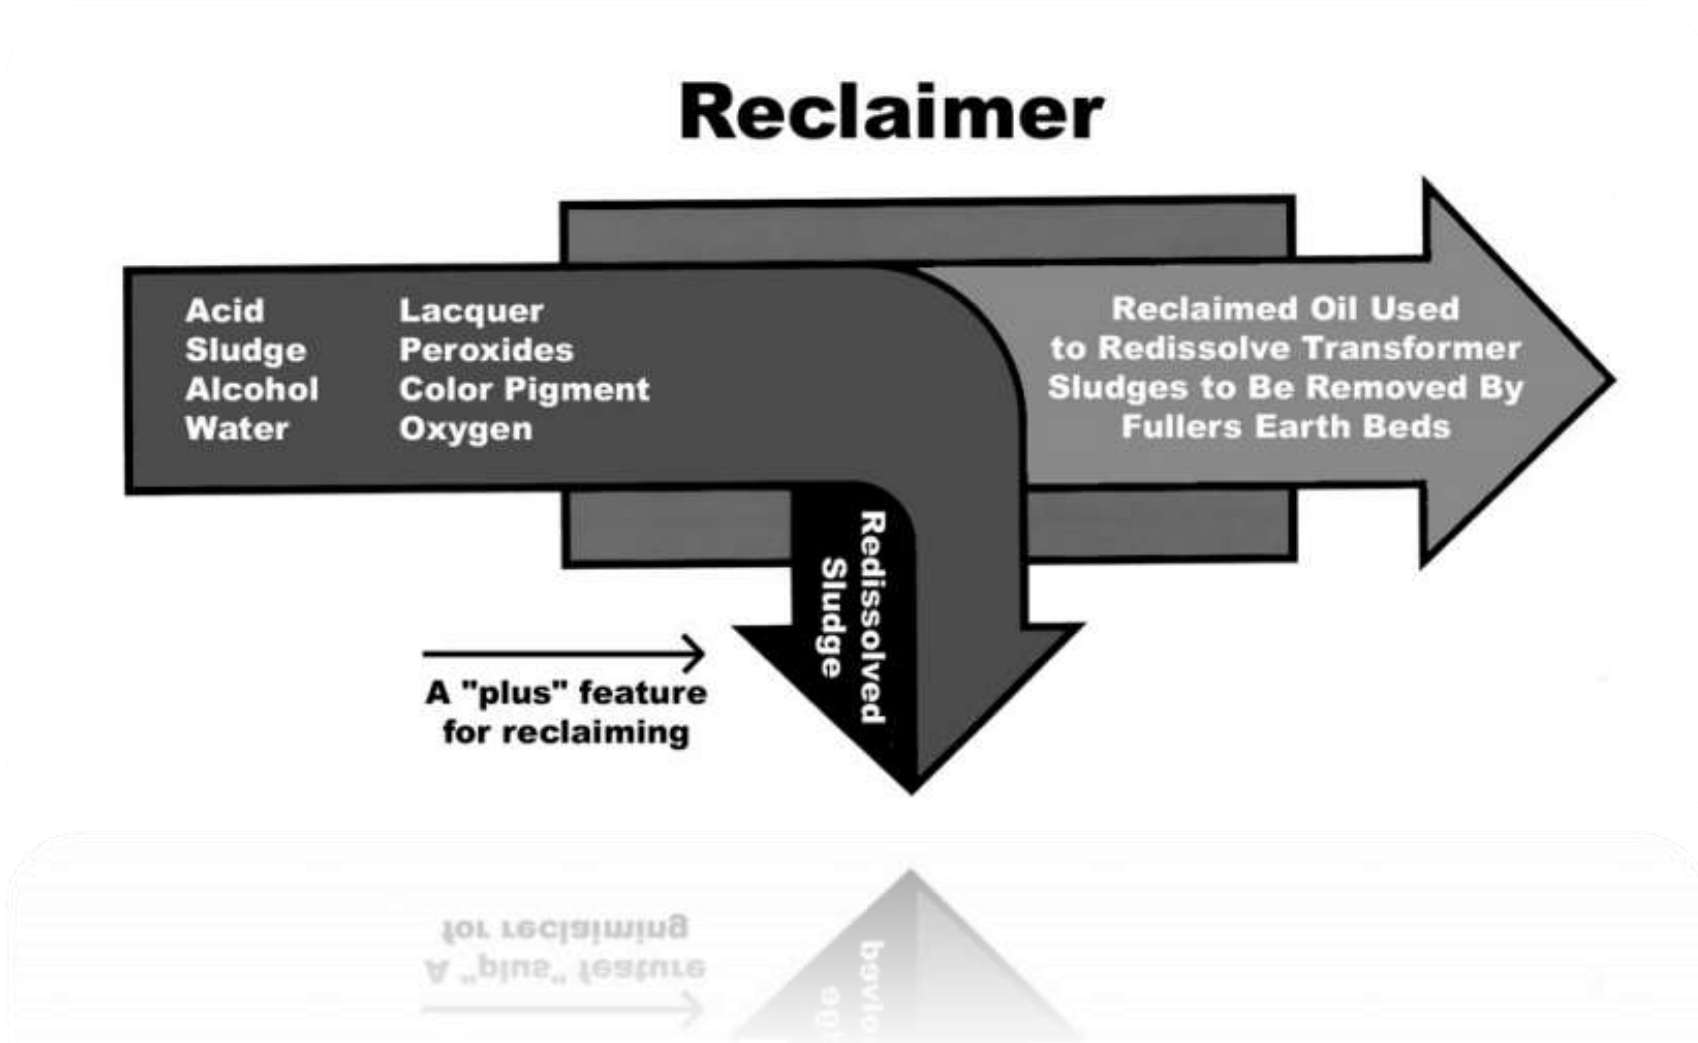 Reclaimer
Acid
Sludge
Alcohol
Water
Lacquer
Peroxides
Color Pigment
Oxygen
Reclaimed Oil Used
to Redissolve Transformer
Sludges to Be Removed By
Fullers Earth Beds
Redissolved
Sludge
A "plus" feature
for reclaiming